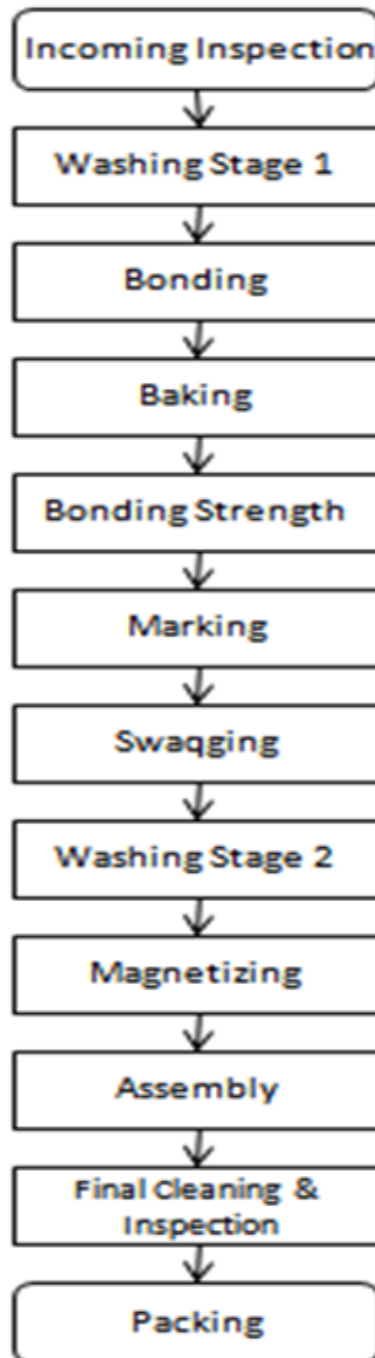 Incoming Inspection
Washing Stage 1
Bonding
Baking
Bonding Strength
Marking
Swaqging
Washing Stage 2
Magnetizing
Assembly
Final Cleaning &
Inspection
Packing